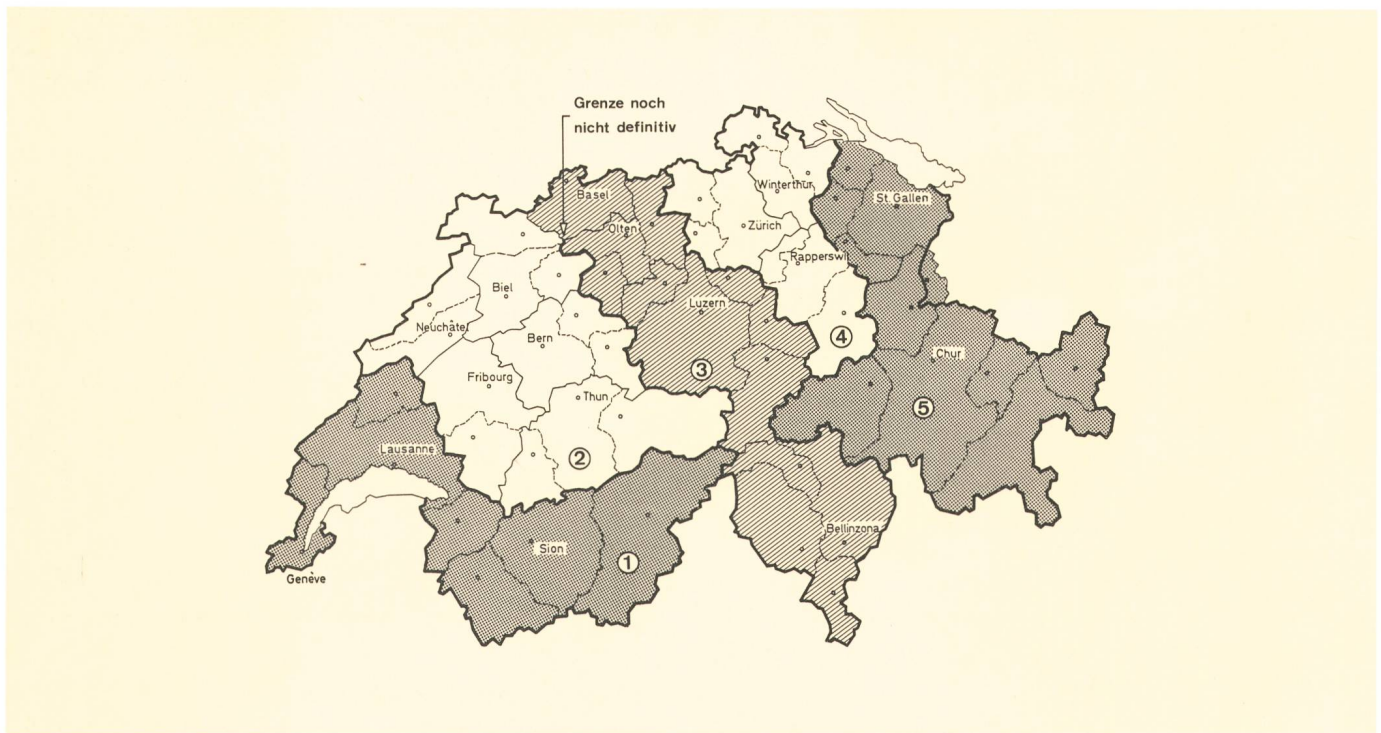 Grenze noch
nicht definitiv
Basel
Winterthur
St. Gallen
Olten
Zürich
Rapperswil
Biel
Luzern
Neuchâtel
Bern
4
Chur
3
Fribourg
Thun
5
Lausanne
2
Bellinzona
Sion
1
Genève